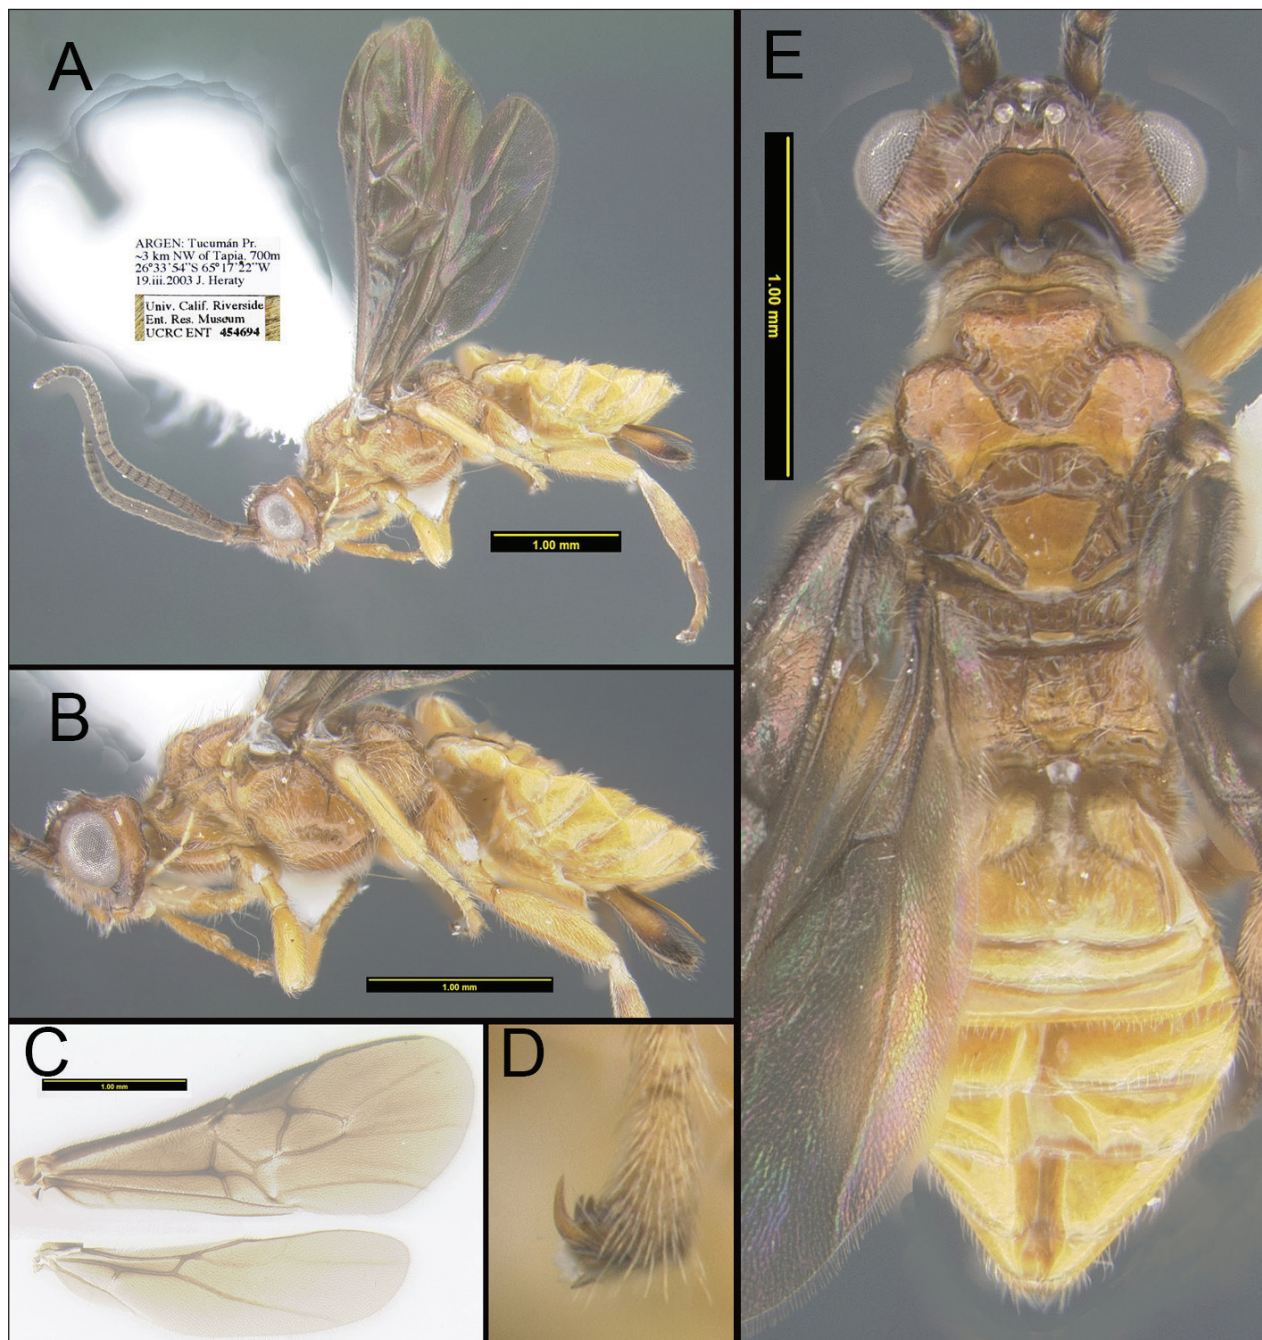 A
ARGEN: Tucumán Pr.
~3 km NW of Tapia, 700m
26°33'54"S 65°17'22"W
19.iii.2003 J. Heraty
Univ. Calif. Riverside
Ent. Res. Museum
UCRC ENT 454694
1.00 mm
B
1.00 mm
C
1.00 mm
D
E
1.00 mm